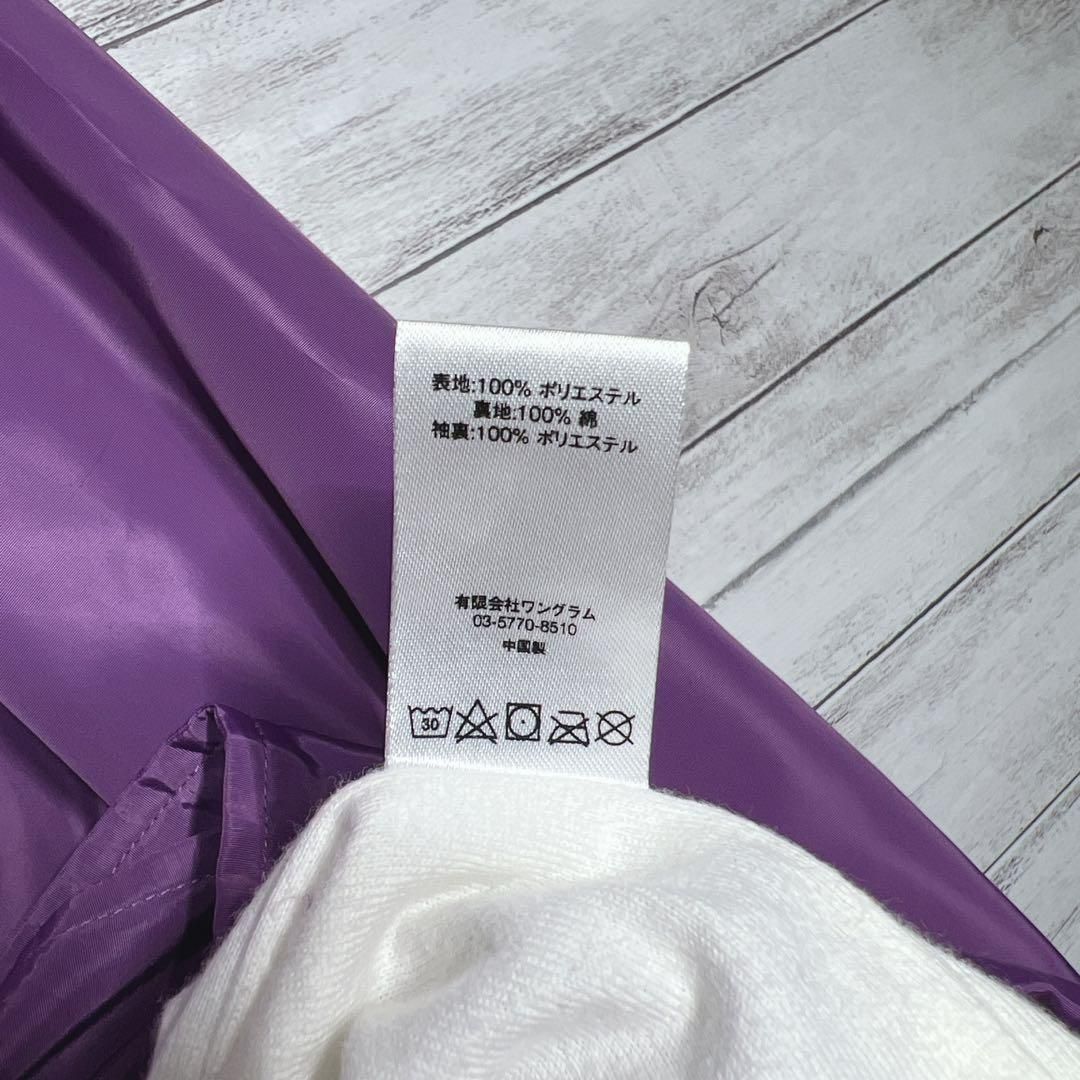 表地:100% ポリエステル
裏地:100% 綿
袖裏:100% ポリエステル
有限会社ワングラム
03-5770-8510
中国製
30